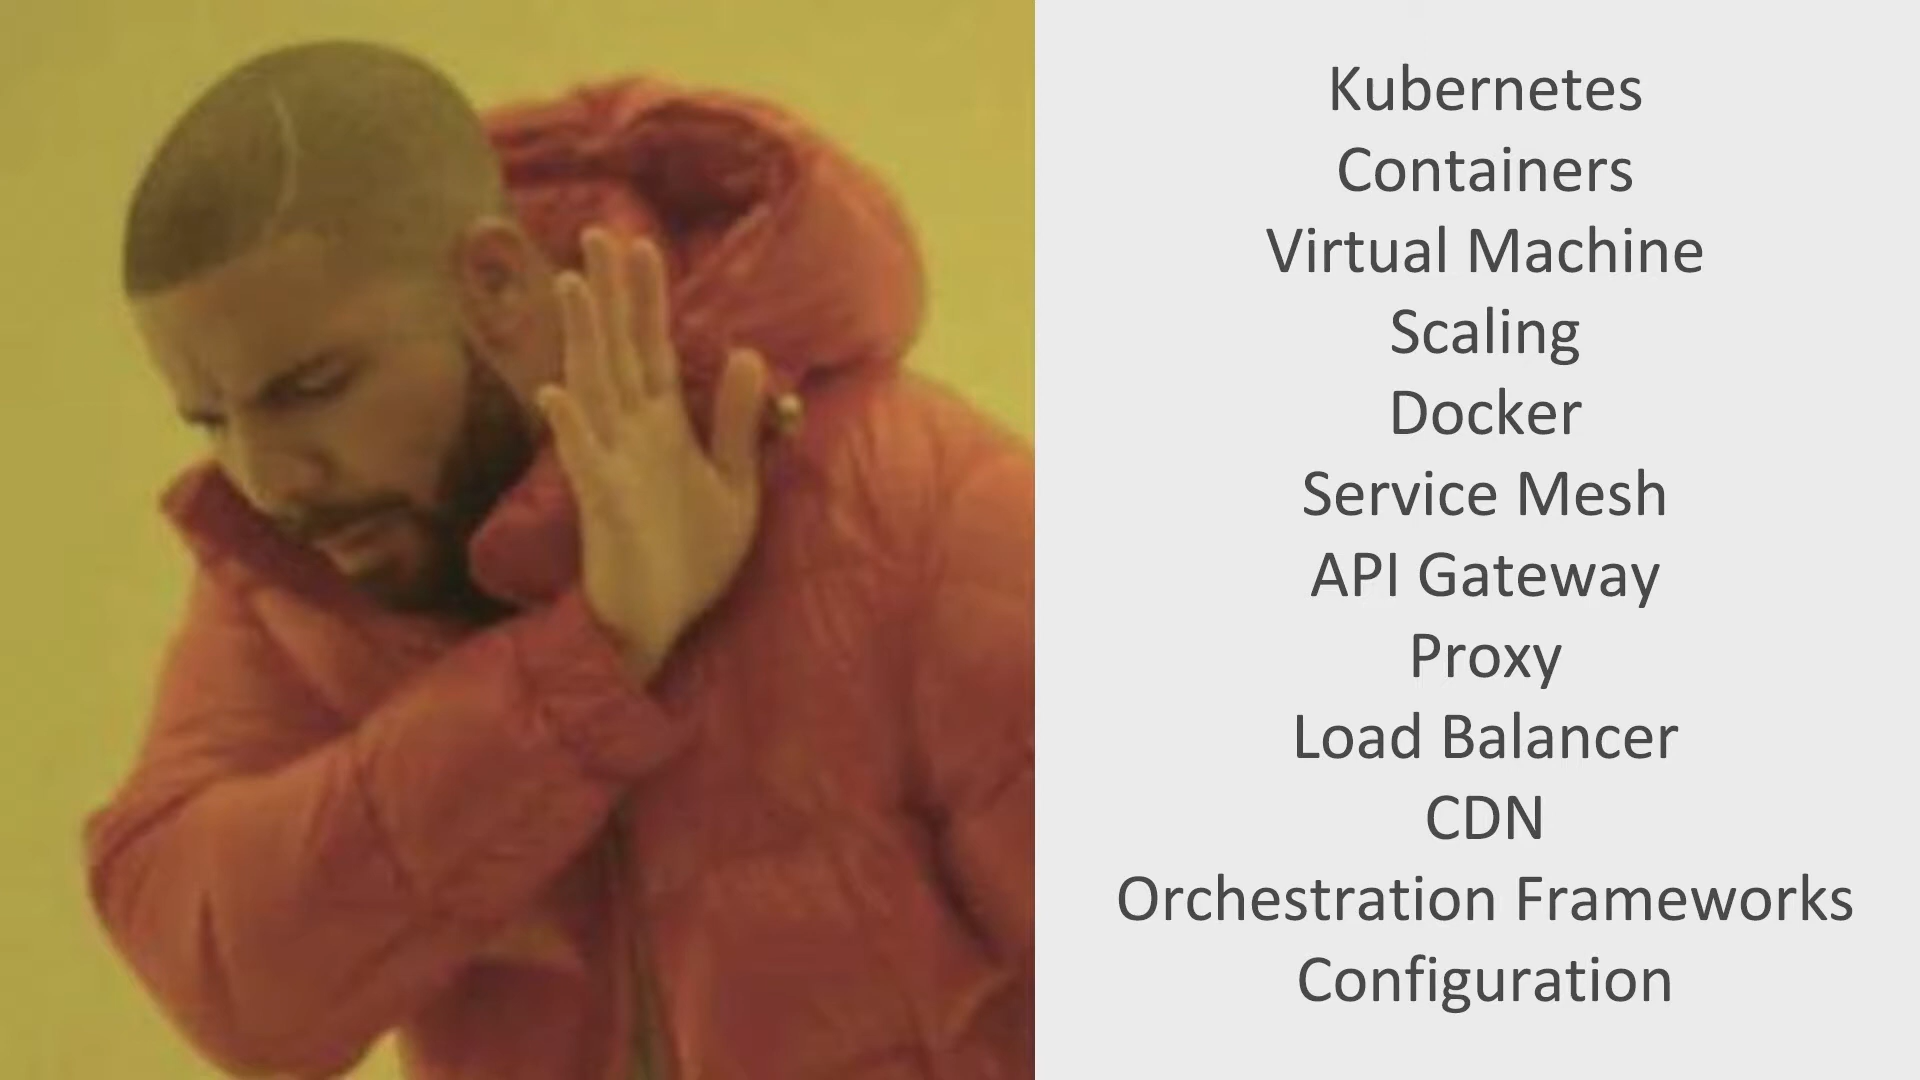 Kubernetes
Containers
Virtual Machine
Scaling
Docker
Service Mesh
API Gateway
Proxy
Load Balancer
CDN
Orchestration Frameworks
Configuration